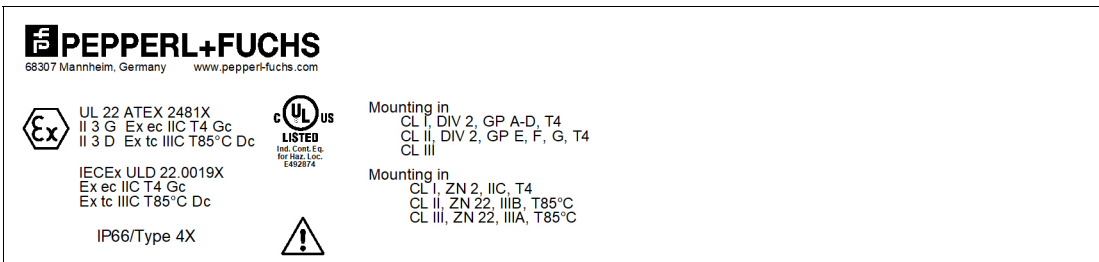 PEPPERL+FUCHS
68307 Mannheim, Germany www.pepperl-fuchs.com
Ex
UL 22 ATEX 2481X
II 3 G Ex ec IIC T4 Gc
II 3 D Ex tc IIIC T85°C Dc
IECEx ULD 22.0019X
Ex ec IIC T4 Gc
Ex tc IIIC T85°C Dc
IP66/Type 4X
C UL US
LISTED
Ind. Cont. Eq.
for Haz. Loc.
E492874
Mounting in
CL I, DIV 2, GP A-D, T4
CL II, DIV 2, GP E, F, G, T4
CL III
Mounting in
CL I, ZN 2, IIC, T4
CL II, ZN 22, IIIB, T85°C
CL III, ZN 22, IIIA, T85°C